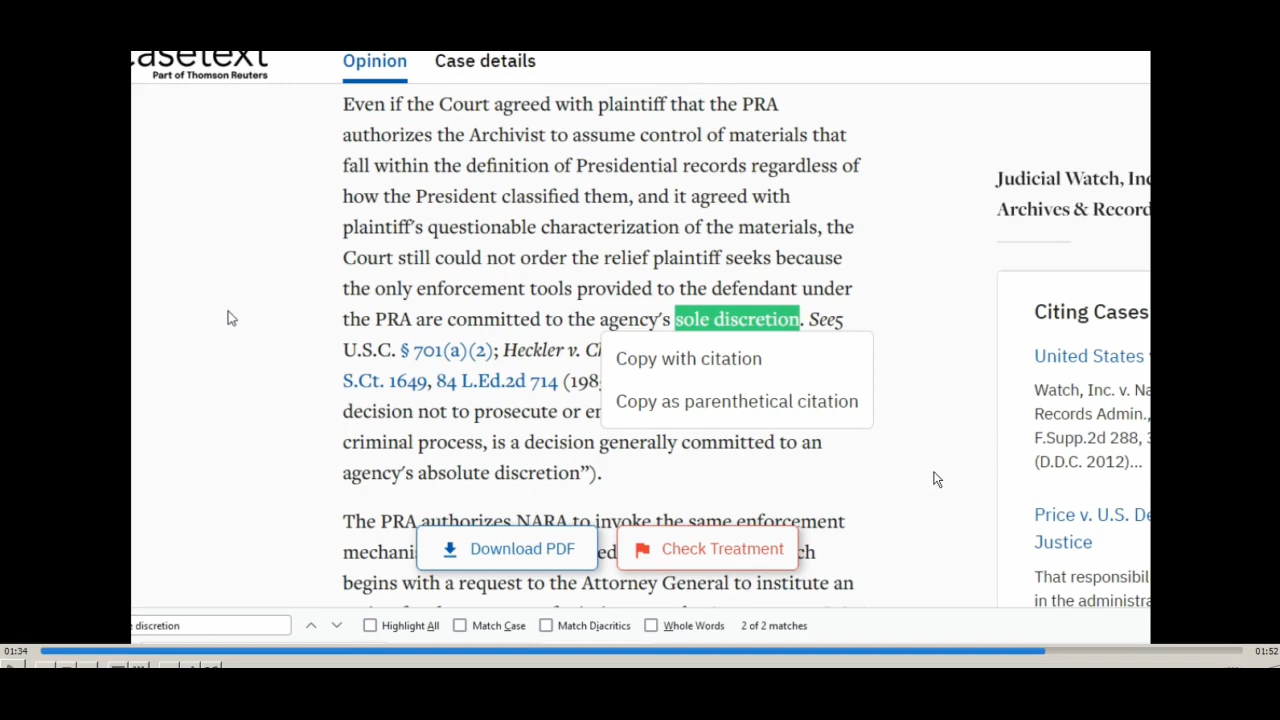 casetext
Part of Thomson Reuters
Opinion
Case details
Even if the Court agreed with plaintiff that the PRA
authorizes the Archivist to assume control of materials that
fall within the definition of Presidential records regardless of
how the President classified them, and it agreed with
plaintiff's questionable characterization of the materials, the
Court still could not order the relief plaintiff seeks because
the only enforcement tools provided to the defendant under
the PRA are committed to the agency's sole discretion. See5
U.S.C. § 701(a)(2); Heckler v.
S.Ct. 1649, 84 L.Ed.2d 714 (198
decision not to prosecute or
criminal process, is a decision generally committed to an
agency's absolute discretion”).
The PRA authorizes NARA to invoke the same enforcement
begins with a request to the Attorney General to institute an
Copy with citation
Copy as parenthetical citation
Download PDF
Check Treatment
Judicial Watch, Inc
Archives & Record
Citing Cases
United States
Watch, Inc. v. Na
Records Admin.,
F.Supp.2d 288,
(D.D.C. 2012)...
Price v. U.S. De
Justice
That responsibil
in the administra
discretion
Highlight All
Match Case
Match Diacritics
Whole Words
2 of 2 matches
01:34
01:52